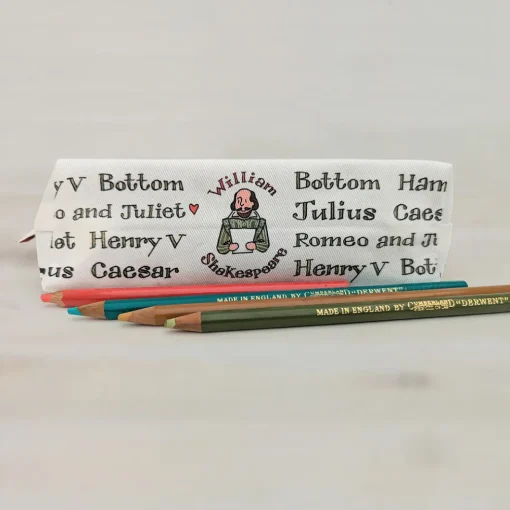 y V Bottom
o and Juliet
let Henry V
us Caesar
William
Shakespeare
Bottom Ham
Julius Caes
Romeo and Ju
Henry V Bot
MADE IN ENGLAND BY CUMBERLAND "DERWENT"
MADE IN ENGLAND BY CUMBERLAND "DERWENT"